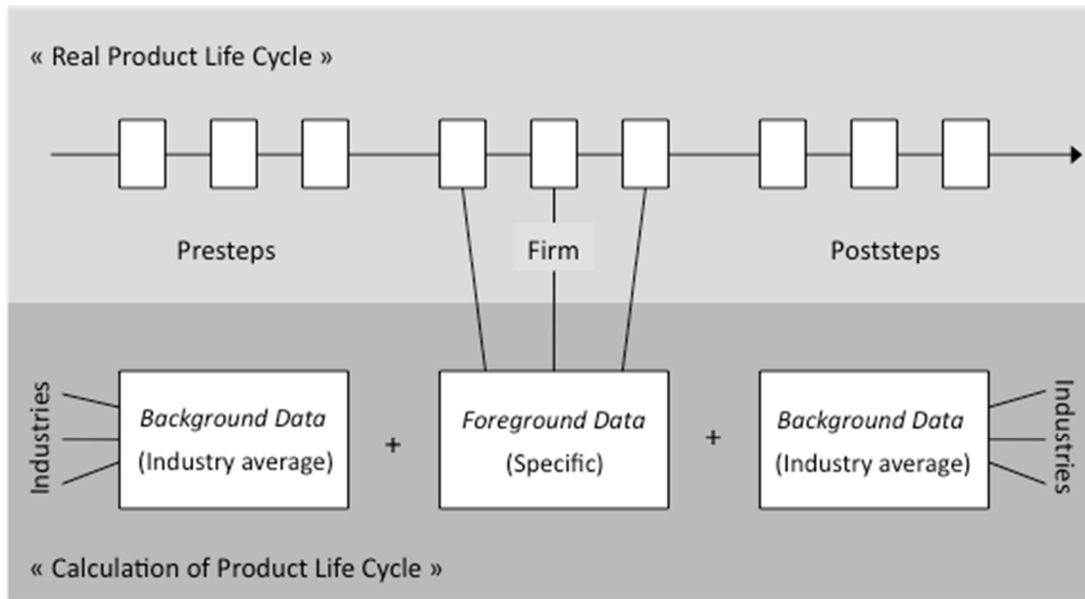 « Real Product Life Cycle »
Presteps
Firm
Poststeps
Industries
Background Data
(Industry average)
+
Foreground Data
(Specific)
+
Background Data
(Industry average)
Industries
« Calculation of Product Life Cycle »